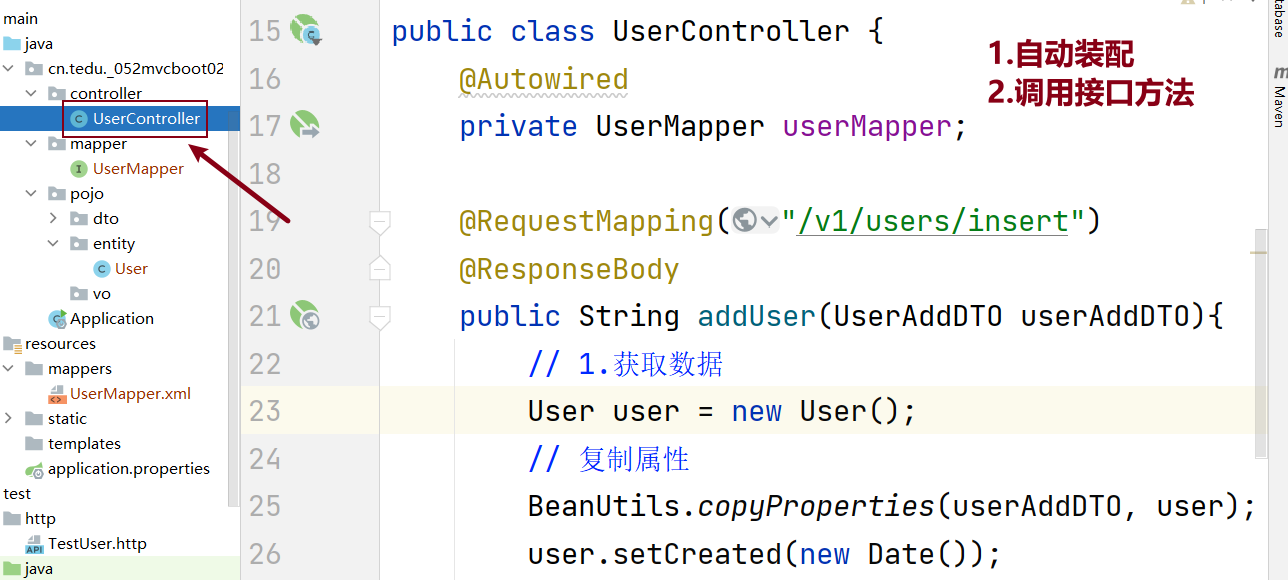 main
java
cn.tedu._052mvcboot02
controller
UserController
mapper
UserMapper
pojo
dto
entity
User
vo
Application
resources
mappers
UserMapper.xml
static
templates
application.properties
test
http
TestUser.http
java
15 public class UserController {
16 @Autowired
17 private UserMapper userMapper;
18
19 @RequestMapping("/v1/users/insert")
20 @ResponseBody
21 public String addUser(UserAddDTO userAddDTO){
22 // 1.获取数据
23 User user = new User();
24 // 复制属性
25 BeanUtils.copyProperties(userAddDTO, user);
26 user.setCreated(new Date());
1.自动装配
2.调用接口方法
Maven